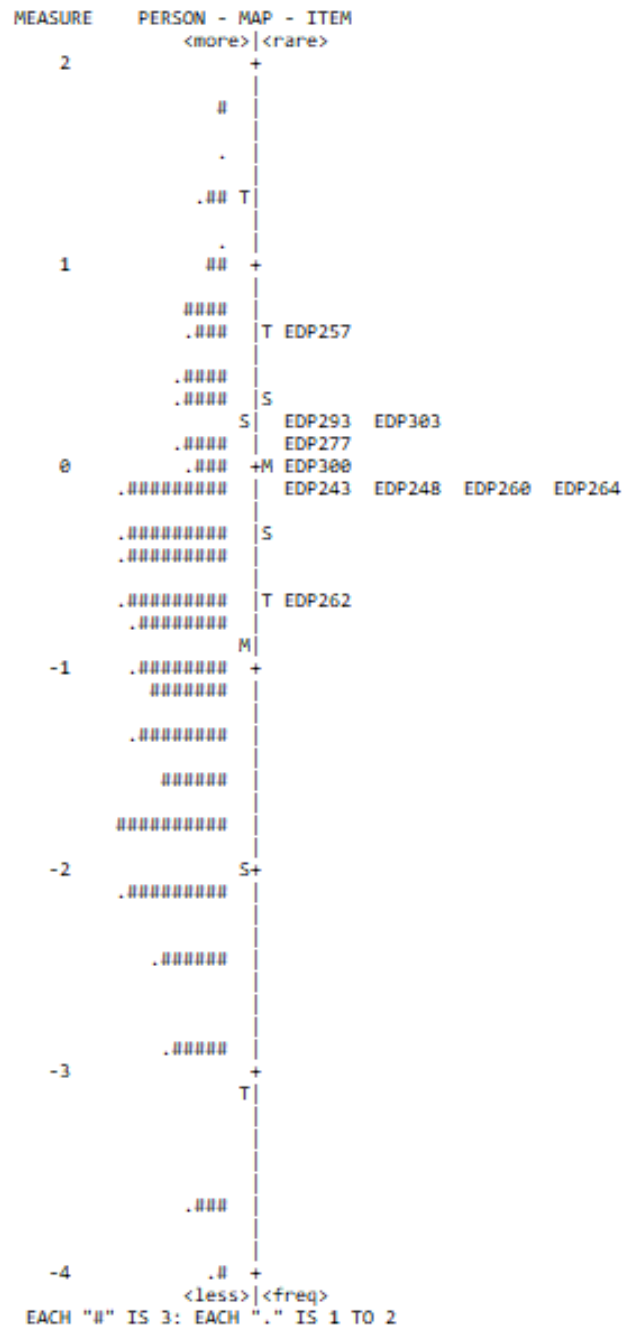 MEASURE PERSON - MAP - ITEM
<more>|<rare>
2 +
|
# |
|
. |
|
.## T|
|
. |
1 ## +
|
#### |
.### |T EDP257
|
.#### |
.#### |S
S| EDP293 EDP303
.#### | EDP277
0 .### +M EDP300
.######### | EDP243 EDP248 EDP260 EDP264
|
.######### |S
.######### |
|
.######### |T EDP262
.######## |
M|
-1 .######## +
####### |
|
.######## |
|
###### |
|
########## |
|
-2 S+
.######### |
|
|
.###### |
|
|
|
.##### |
-3 +
T|
|
|
|
|
.### |
|
|
-4 .# +
<less>|<freq>
EACH "#" IS 3: EACH "." IS 1 TO 2